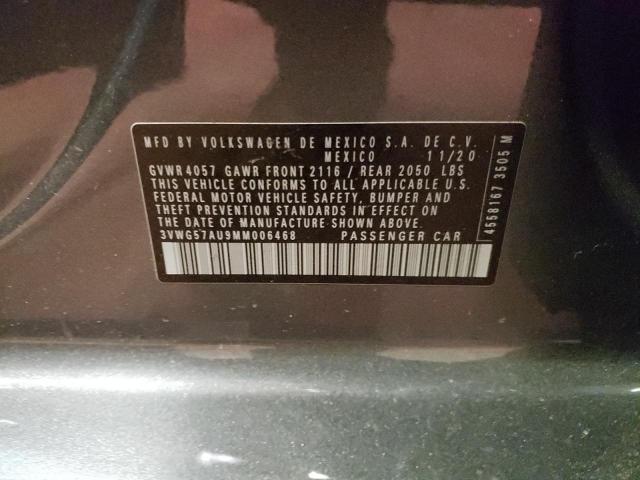 MFD BY VOLKSWAGEN DE MEXICO S.A. DE C.V.
MEXICO 11/20
GVWR 4057 GAWR FRONT 2116 / REAR 2050 LBS
THIS VEHICLE CONFORMS TO ALL APPLICABLE U.S.
FEDERAL MOTOR VEHICLE SAFETY, BUMPER AND
THEFT PREVENTION STANDARDS IN EFFECT ON
THE DATE OF MANUFACTURE SHOWN ABOVE.
3VWG57AU9MM006468 PASSENGER CAR
4558167 3505 M